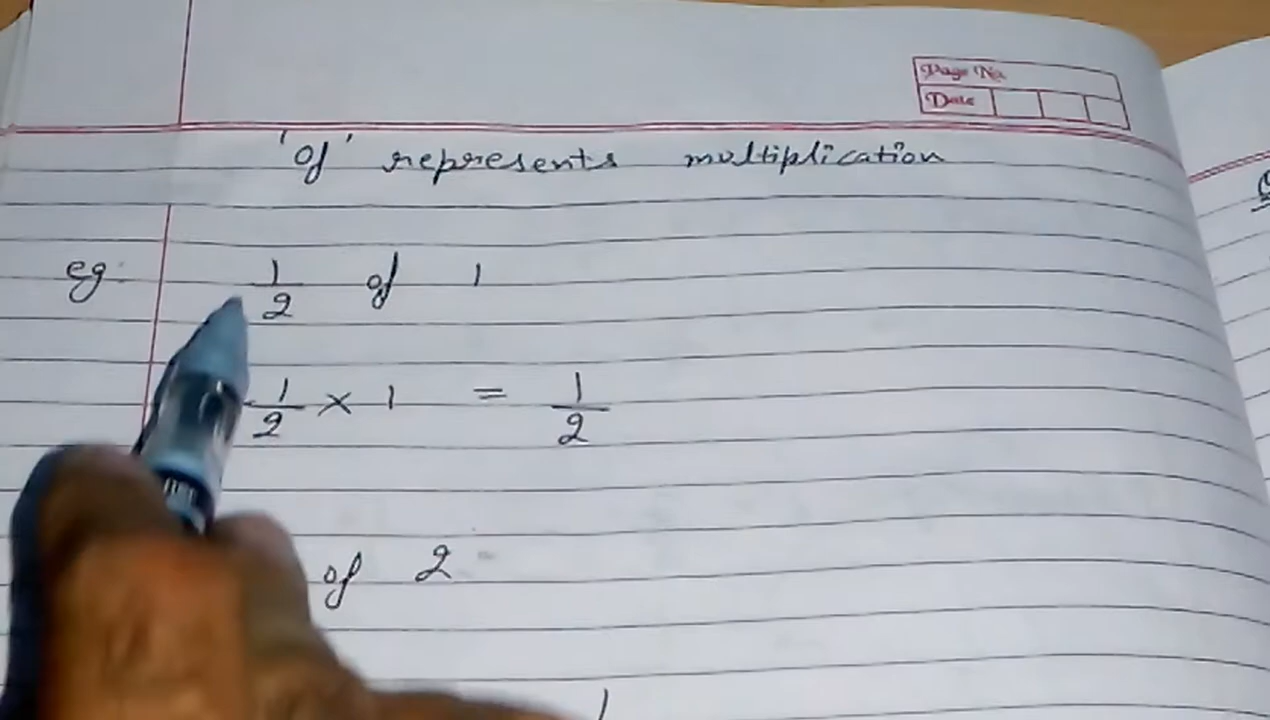 Page No.
Date
'of' represents multiplication
eg. 1/2 of 1
1/2 × 1 = 1/2
of 2